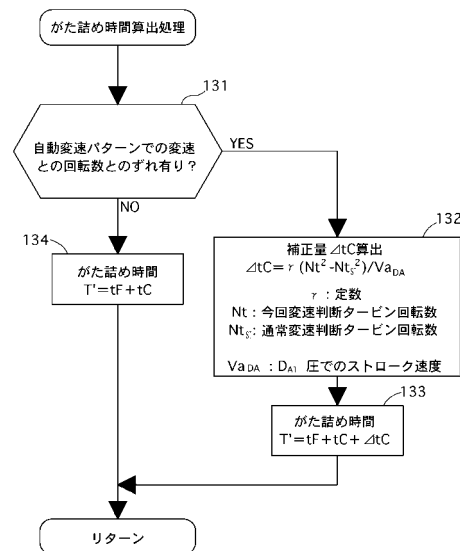 がた詰め時間算出処理
131
自動変速パターンでの変速
との回転数とのずれ有り？
YES
NO
132
補正量⊿tC算出
⊿tC=r(Nt²-Ntₛ²)/Va_DA
r：定数
Nt：今回変速判断タービン回転数
Ntₛ：通常変速判断タービン回転数
Va_DA：D_A1 圧でのストローク速度
134
がた詰め時間
T'=tF+tC
133
がた詰め時間
T'=tF+tC+⊿tC
リターン